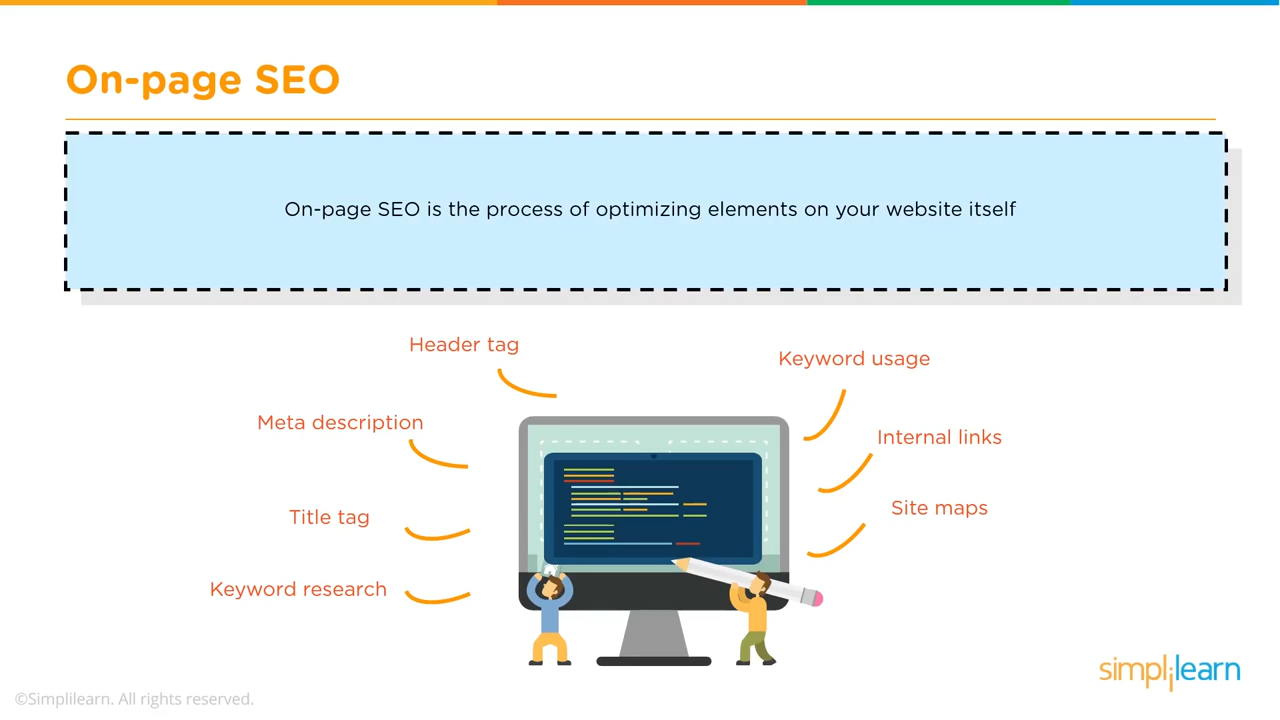 On-page SEO
On-page SEO is the process of optimizing elements on your website itself
Header tag
Keyword usage
Meta description
Internal links
Title tag
Site maps
Keyword research
simplilearn
©Simplilearn. All rights reserved.